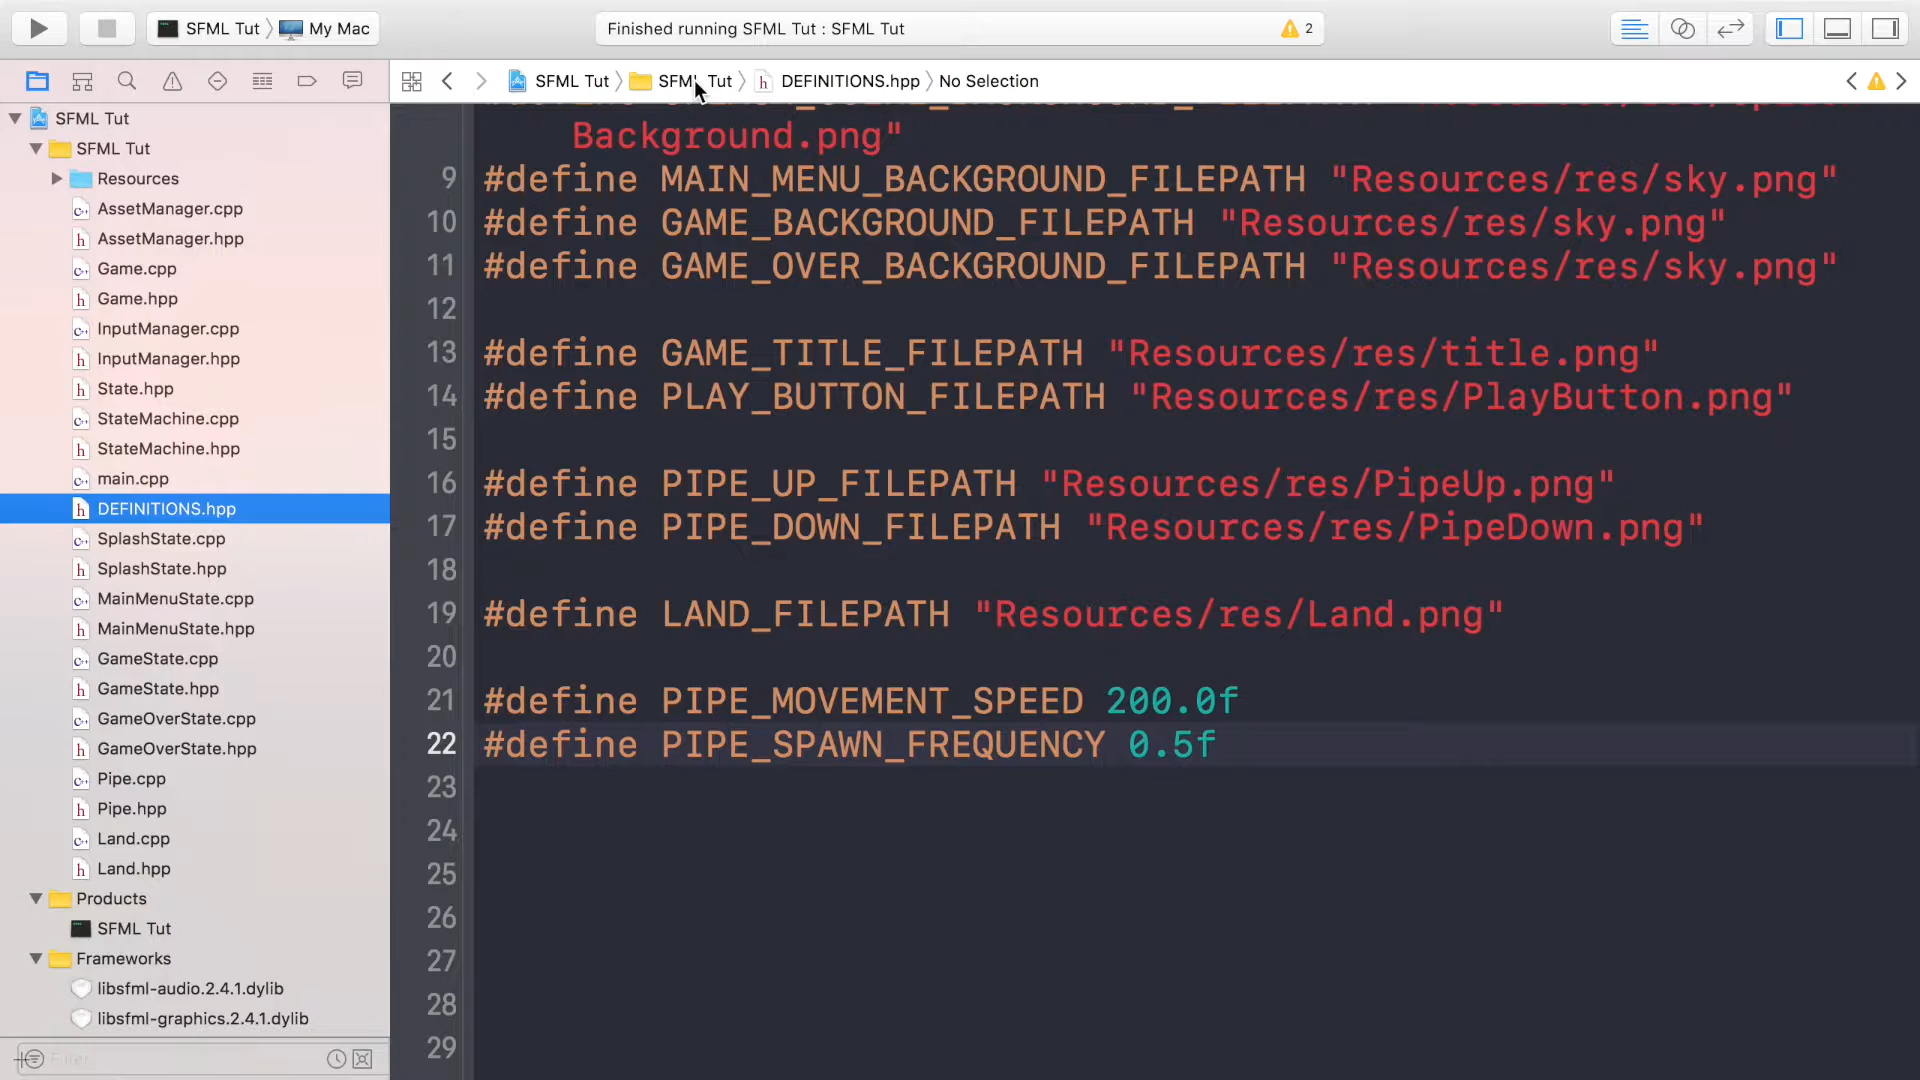 SFML Tut
My Mac
Finished running SFML Tut : SFML Tut
2
SFML Tut
SFML Tut
DEFINITIONS.hpp
No Selection
SFML Tut
SFML Tut
Resources
AssetManager.cpp
AssetManager.hpp
Game.cpp
Game.hpp
InputManager.cpp
InputManager.hpp
State.hpp
StateMachine.cpp
StateMachine.hpp
main.cpp
DEFINITIONS.hpp
SplashState.cpp
SplashState.hpp
MainMenuState.cpp
MainMenuState.hpp
GameState.cpp
GameState.hpp
GameOverState.cpp
GameOverState.hpp
Pipe.cpp
Pipe.hpp
Land.cpp
Land.hpp
Products
SFML Tut
Frameworks
libsfml-audio.2.4.1.dylib
libsfml-graphics.2.4.1.dylib
Filter
Background.png"
9 #define MAIN_MENU_BACKGROUND_FILEPATH "Resources/res/sky.png"
10 #define GAME_BACKGROUND_FILEPATH "Resources/res/sky.png"
11 #define GAME_OVER_BACKGROUND_FILEPATH "Resources/res/sky.png"
12
13 #define GAME_TITLE_FILEPATH "Resources/res/title.png"
14 #define PLAY_BUTTON_FILEPATH "Resources/res/PlayButton.png"
15
16 #define PIPE_UP_FILEPATH "Resources/res/PipeUp.png"
17 #define PIPE_DOWN_FILEPATH "Resources/res/PipeDown.png"
18
19 #define LAND_FILEPATH "Resources/res/Land.png"
20
21 #define PIPE_MOVEMENT_SPEED 200.0f
22 #define PIPE_SPAWN_FREQUENCY 0.5f
23
24
25
26
27
28
29